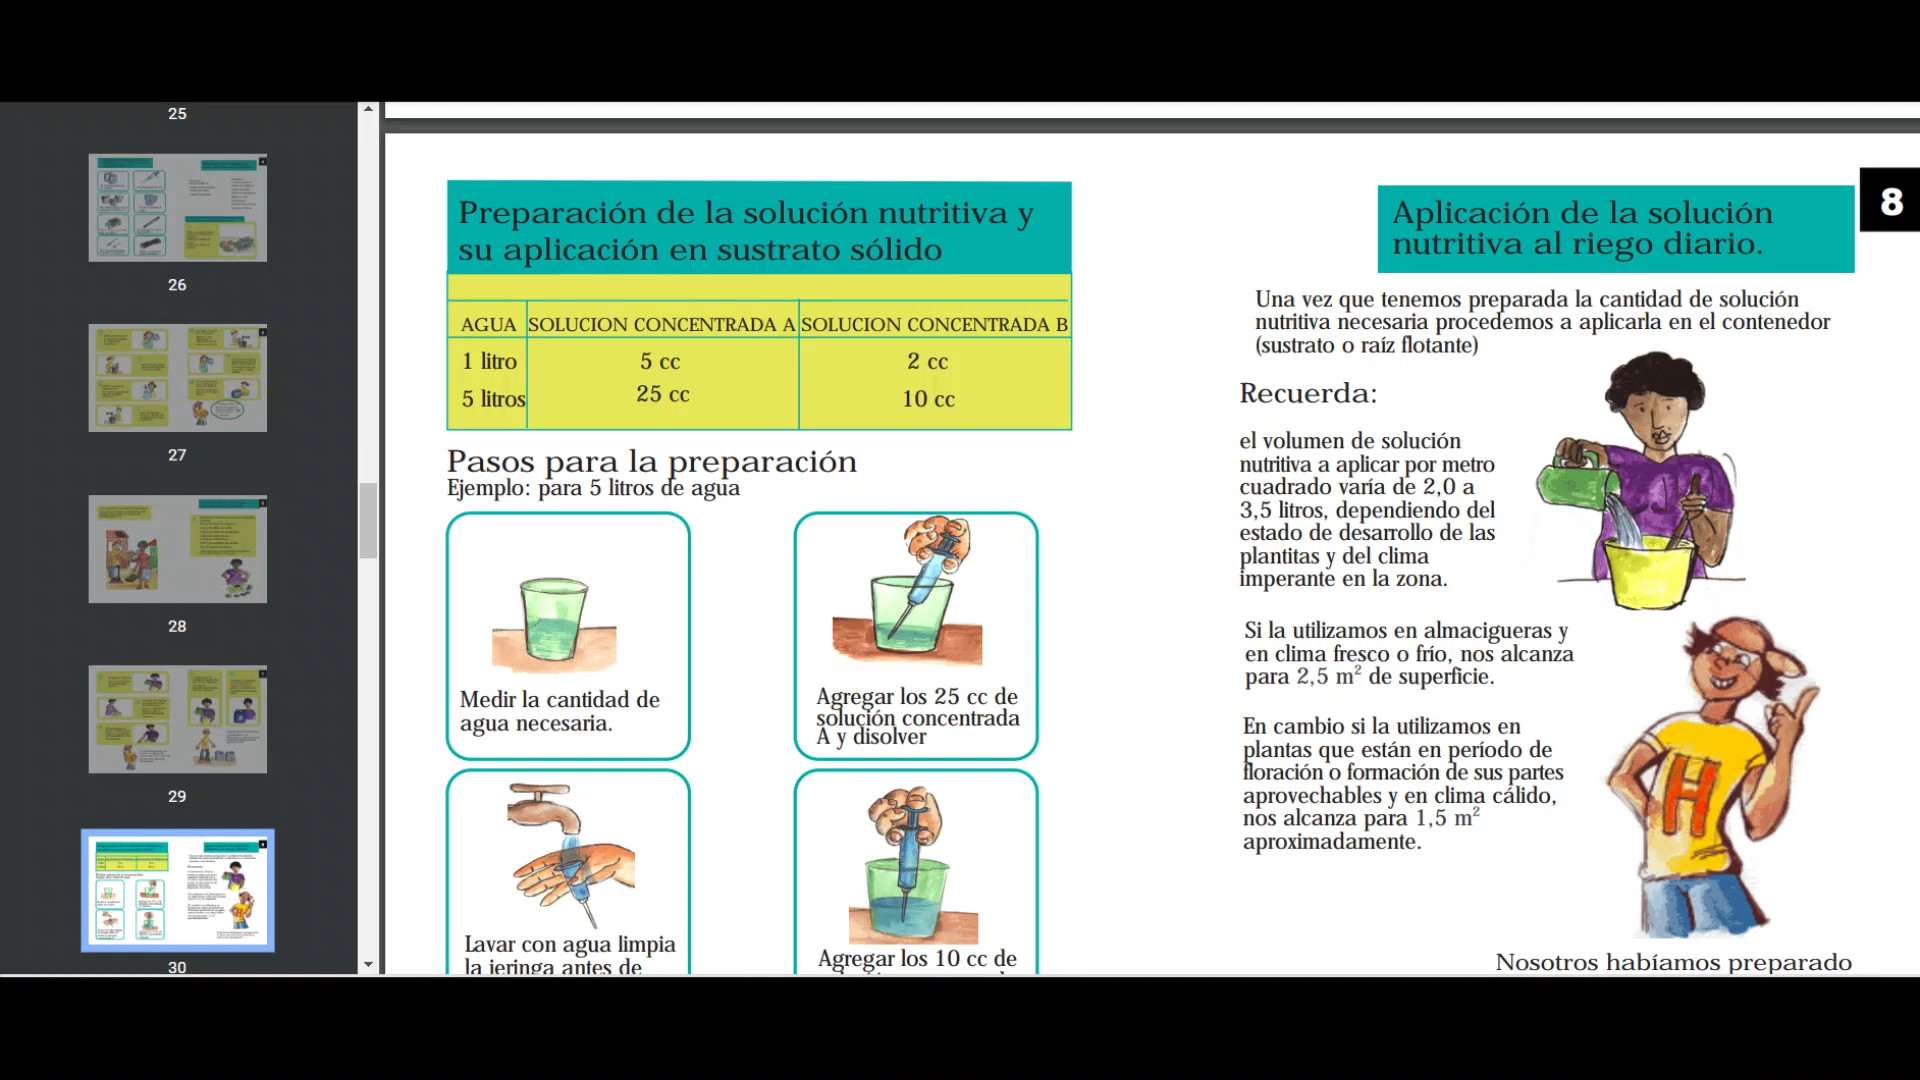 25
26
27
28
29
30
Preparación de la solución nutritiva y
su aplicación en sustrato sólido
AGUA SOLUCION CONCENTRADA A SOLUCION CONCENTRADA B
1 litro 5 cc 2 cc
5 litros 25 cc 10 cc
Pasos para la preparación
Ejemplo: para 5 litros de agua
Medir la cantidad de
agua necesaria.
Agregar los 25 cc de
solución concentrada
A y disolver
Lavar con agua limpia
la jeringa antes de
Agregar los 10 cc de
8
Aplicación de la solución
nutritiva al riego diario.
Una vez que tenemos preparada la cantidad de solución
nutritiva necesaria procedemos a aplicarla en el contenedor
(sustrato o raíz flotante)
Recuerda:
el volumen de solución
nutritiva a aplicar por metro
cuadrado varía de 2,0 a
3,5 litros, dependiendo del
estado de desarrollo de las
plantitas y del clima
imperante en la zona.
Si la utilizamos en almacigueras y
en clima fresco o frío, nos alcanza
para 2,5 m² de superficie.
En cambio si la utilizamos en
plantas que están en período de
floración o formación de sus partes
aprovechables y en clima cálido,
nos alcanza para 1,5 m²
aproximadamente.
H
Nosotros habíamos preparado